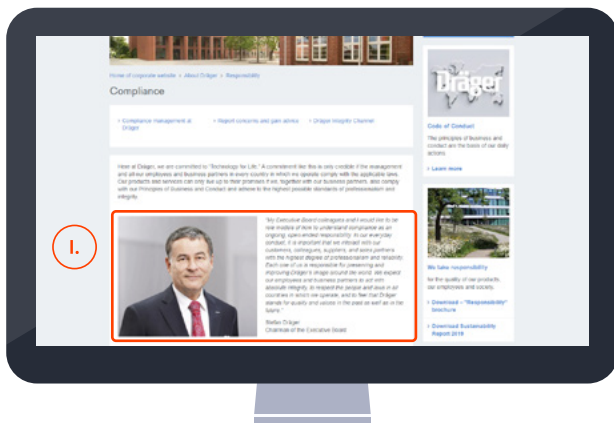 Home of corporate website > About Dräger > Responsibility
Compliance
> Compliance management at
Dräger
> Report concerns and gain advice
> Dräger Integrity Channel
Here at Dräger, we are committed to "Technology for Life." A commitment like this is only credible if the management
and all our employees and business partners in every country in which we operate comply with the applicable laws.
Our products and services can only live up to their promises if we, together with our business partners, also comply
with our Principles of Business and Conduct and adhere to the highest possible standards of professionalism and
integrity.
I.
"My Executive Board colleagues and I would like to be
role models of how to understand compliance as an
ongoing, open-ended responsibility. In our everyday
conduct, it is important that we interact with our
customers, colleagues, suppliers, and sales partners
with the highest degree of professionalism and reliability.
Each one of us is responsible for preserving and
improving Dräger's image around the world. We expect
our employees and business partners to act with
absolute integrity, to respect the people and laws in all
countries in which we operate, and to feel that Dräger
stands for quality and values in the past as well as in the
future."
Stefan Dräger
Chairman of the Executive Board
Dräger
Code of Conduct
The principles of business and
conduct are the basis of our daily
actions.
> Learn more
We take responsibility
for the quality of our products,
our employees and society.
> Download - "Responsibility"
brochure
> Download Sustainability
Report 2019